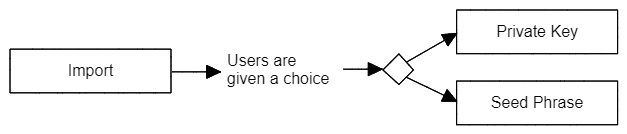 Import
Users are
given a choice
Private Key
Seed Phrase